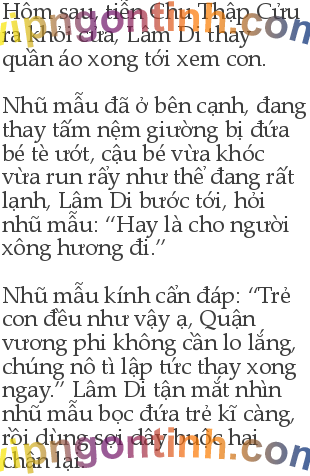 Hôm sau, tiễn Chu Thập Cửu
ra khỏi cửa, Lâm Di thay
quần áo xong tới xem con.
Nhũ mẫu đã ở bên cạnh, đang
thay tấm nệm giường bị đứa
bé tè ướt, cậu bé vừa khóc
vừa run rẩy như thể đang rất
lạnh, Lâm Di bước tới, hỏi
nhũ mẫu: “Hay là cho người
xông hương đi.”
Nhũ mẫu kính cẩn đáp: “Trẻ
con đều như vậy ạ, Quận
vương phi không cần lo lắng,
chúng nô tì lập tức thay xong
ngay.” Lâm Di tận mắt nhìn
nhũ mẫu bọc đứa trẻ kĩ càng,
rồi dùng sợi dây buộc hai
chân lại.
vipngontinh.com
vipngontinh.com